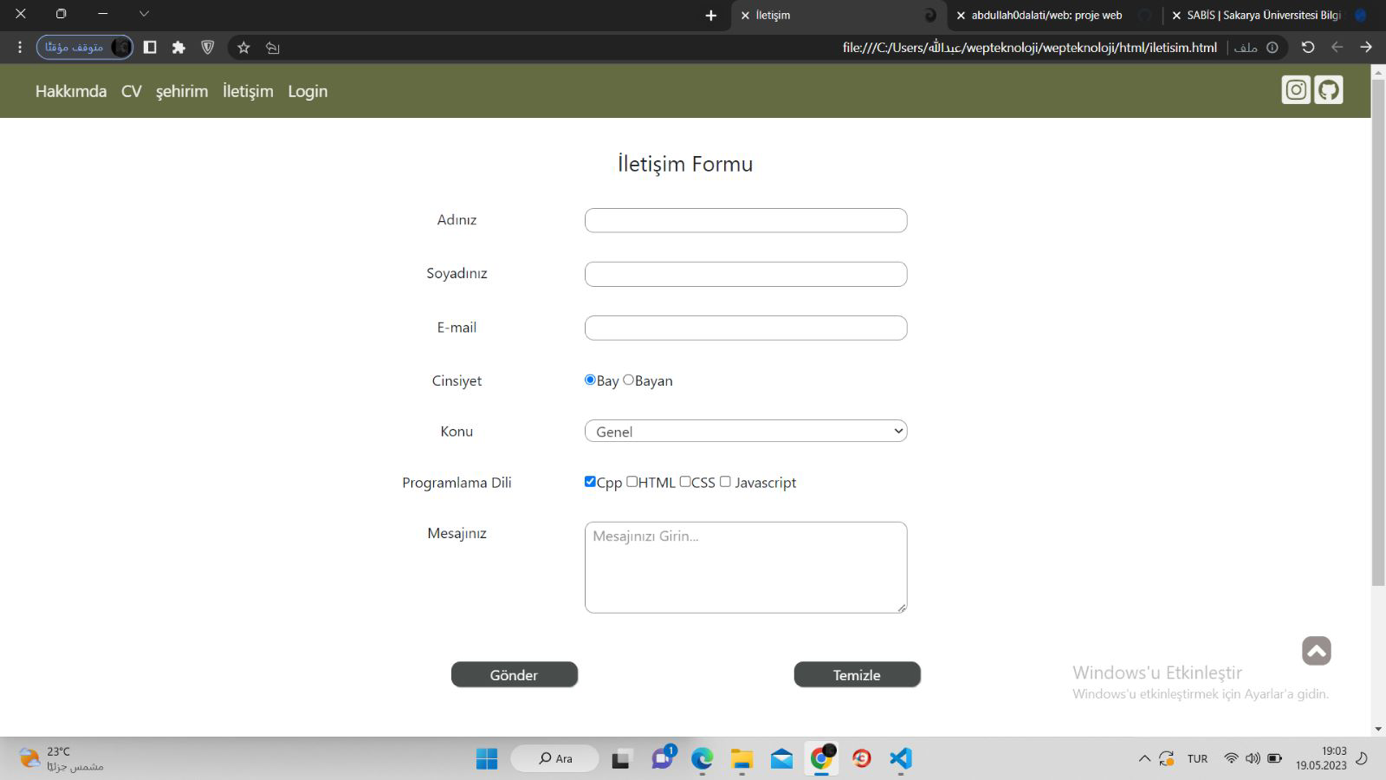 İletişim
abdullah0dalati/web: proje web
SABİS | Sakarya Üniversitesi Bilgi
متوقف مؤقتًا
file:///C:/Users/عبدالله/wepteknoloji/wepteknoloji/html/iletisim.html
ملف
Hakkımda CV şehirim İletişim Login
İletişim Formu
Adınız
Soyadınız
E-mail
Cinsiyet
Bay Bayan
Konu
Genel
Programlama Dili
Cpp HTML CSS Javascript
Mesajınız
Mesajınızı Girin...
Gönder
Temizle
Windows'u Etkinleştir
Windows'u etkinleştirmek için Ayarlar'a gidin.
23°C
مشمس جزئيًا
Ara
1
TUR
19:03
19.05.2023